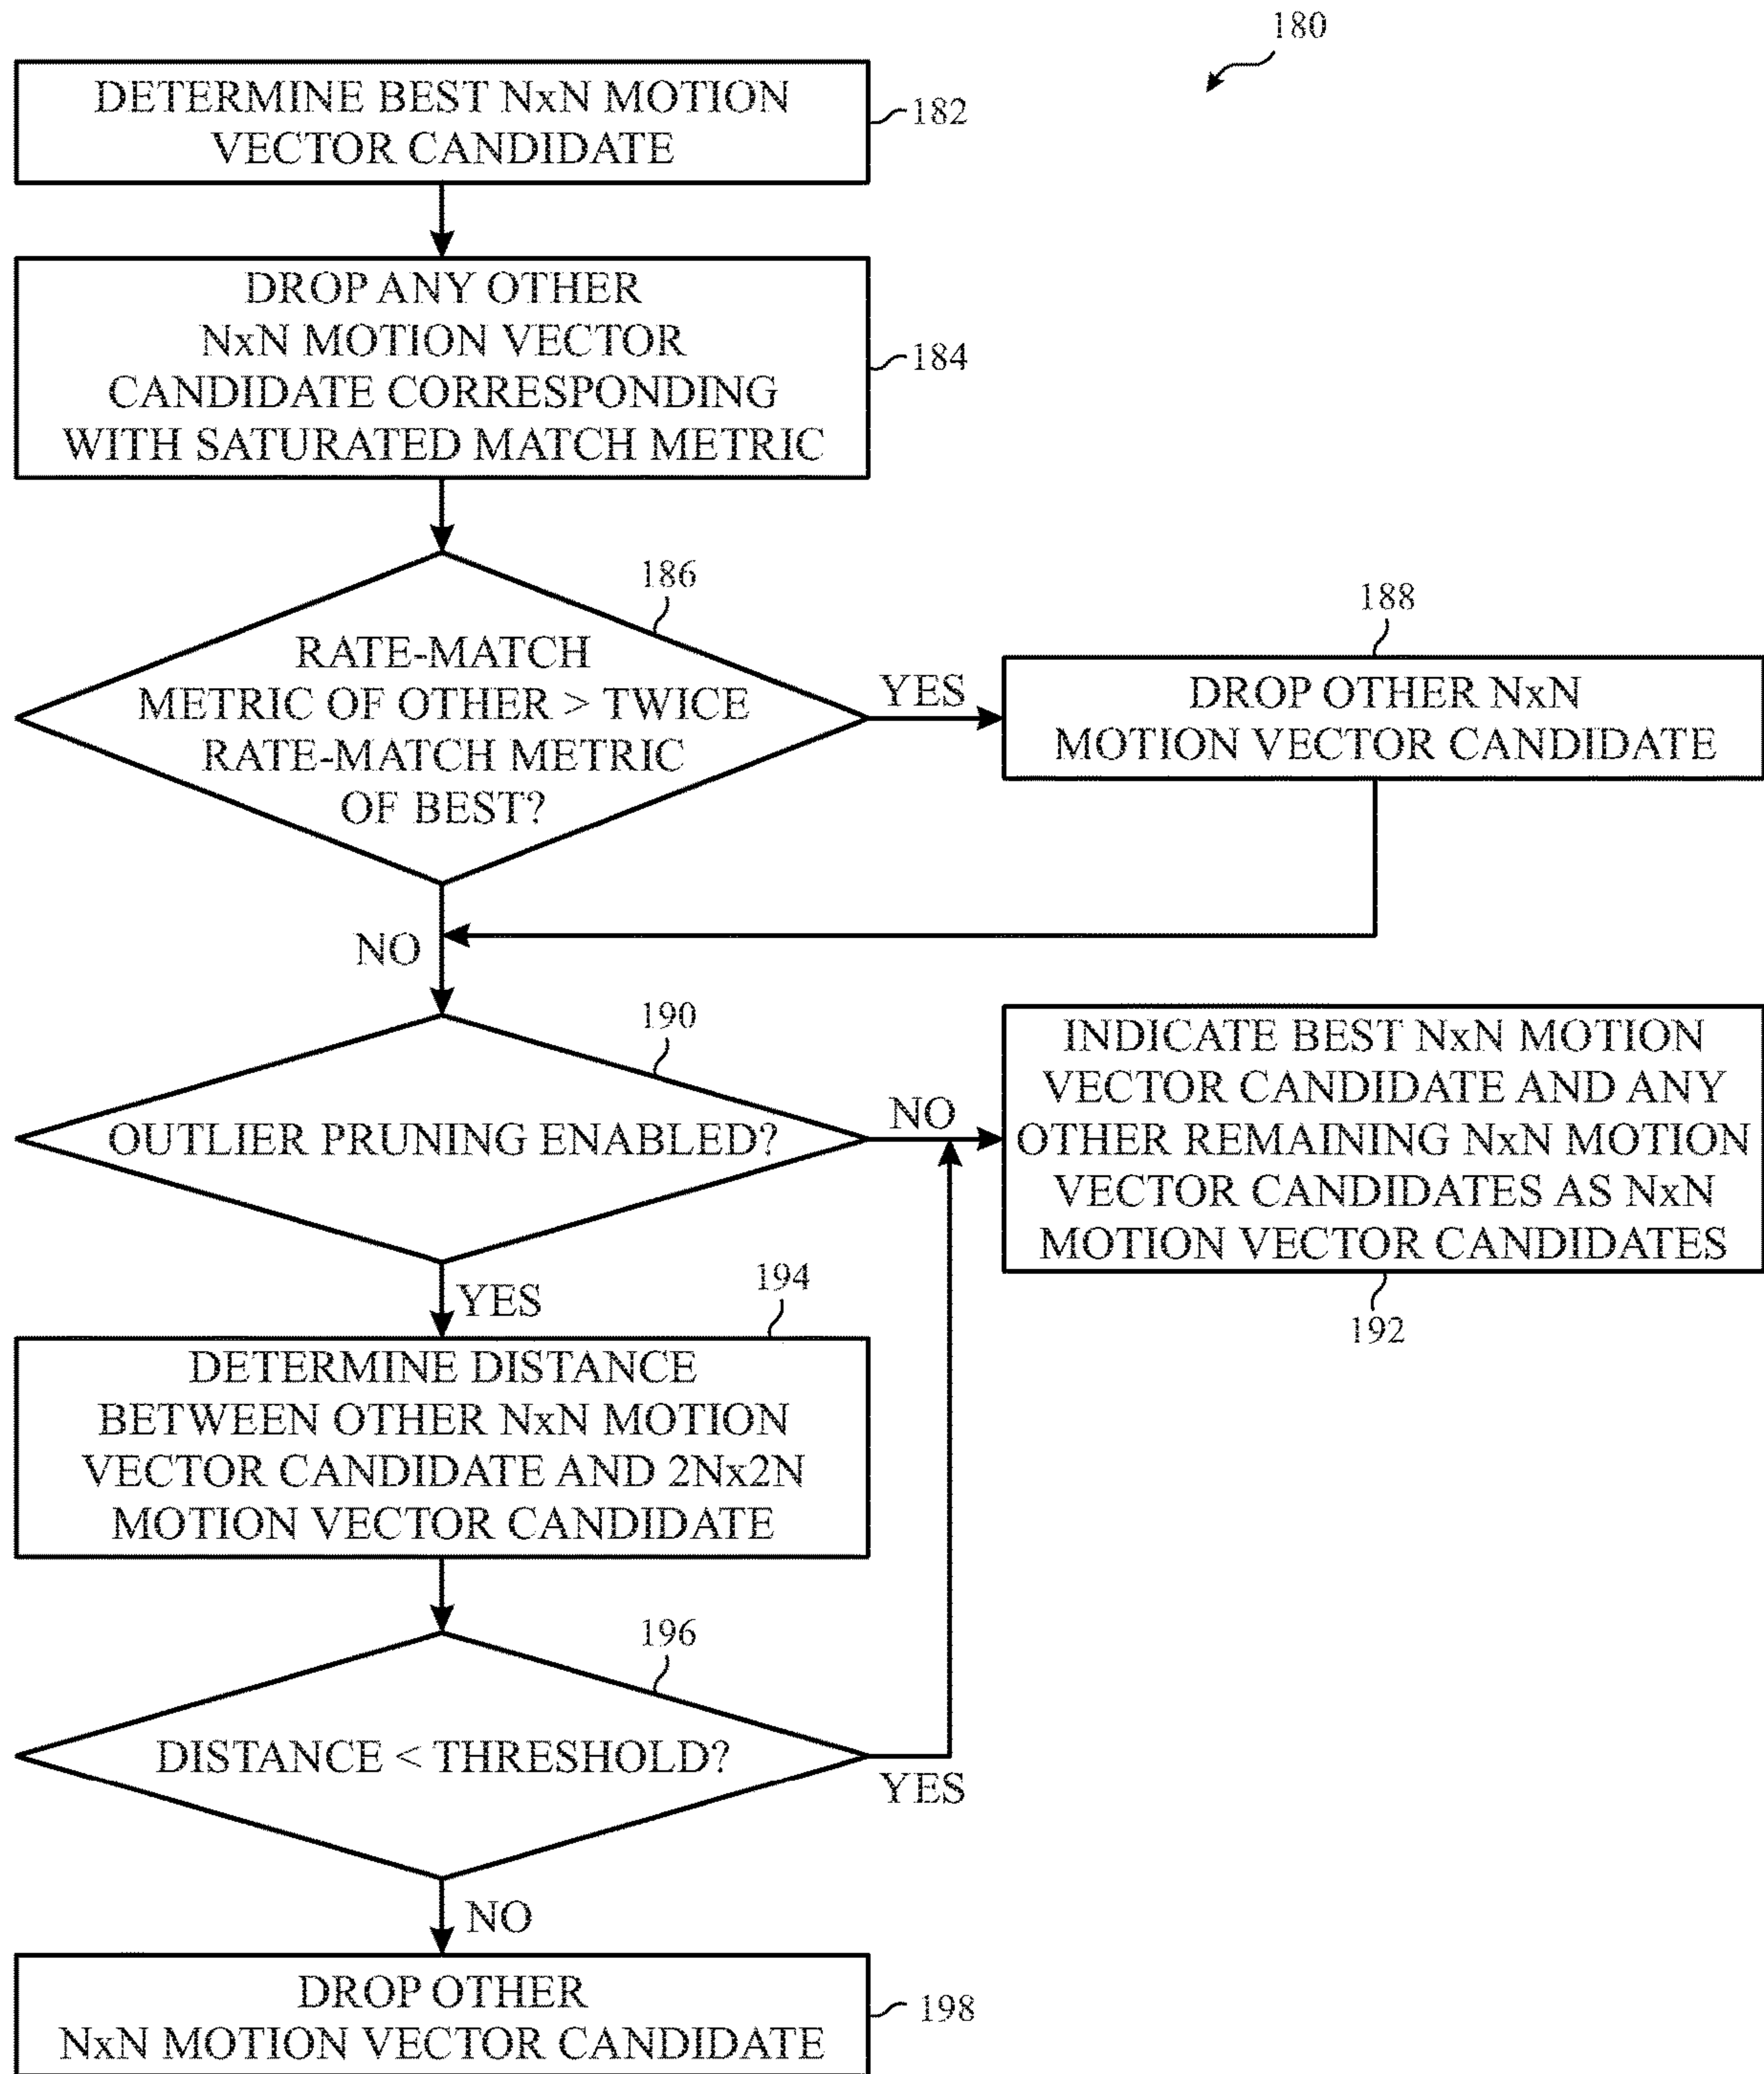 180
DETERMINE BEST NxN MOTION
VECTOR CANDIDATE
182
DROP ANY OTHER
NxN MOTION VECTOR
CANDIDATE CORRESPONDING
WITH SATURATED MATCH METRIC
184
186
RATE-MATCH
METRIC OF OTHER > TWICE
RATE-MATCH METRIC
OF BEST?
YES
188
DROP OTHER NxN
MOTION VECTOR CANDIDATE
NO
190
OUTLIER PRUNING ENABLED?
NO
INDICATE BEST NxN MOTION
VECTOR CANDIDATE AND ANY
OTHER REMAINING NxN MOTION
VECTOR CANDIDATES AS NxN
MOTION VECTOR CANDIDATES
192
YES
194
DETERMINE DISTANCE
BETWEEN OTHER NxN MOTION
VECTOR CANDIDATE AND 2Nx2N
MOTION VECTOR CANDIDATE
196
DISTANCE < THRESHOLD?
YES
NO
DROP OTHER
NxN MOTION VECTOR CANDIDATE
198